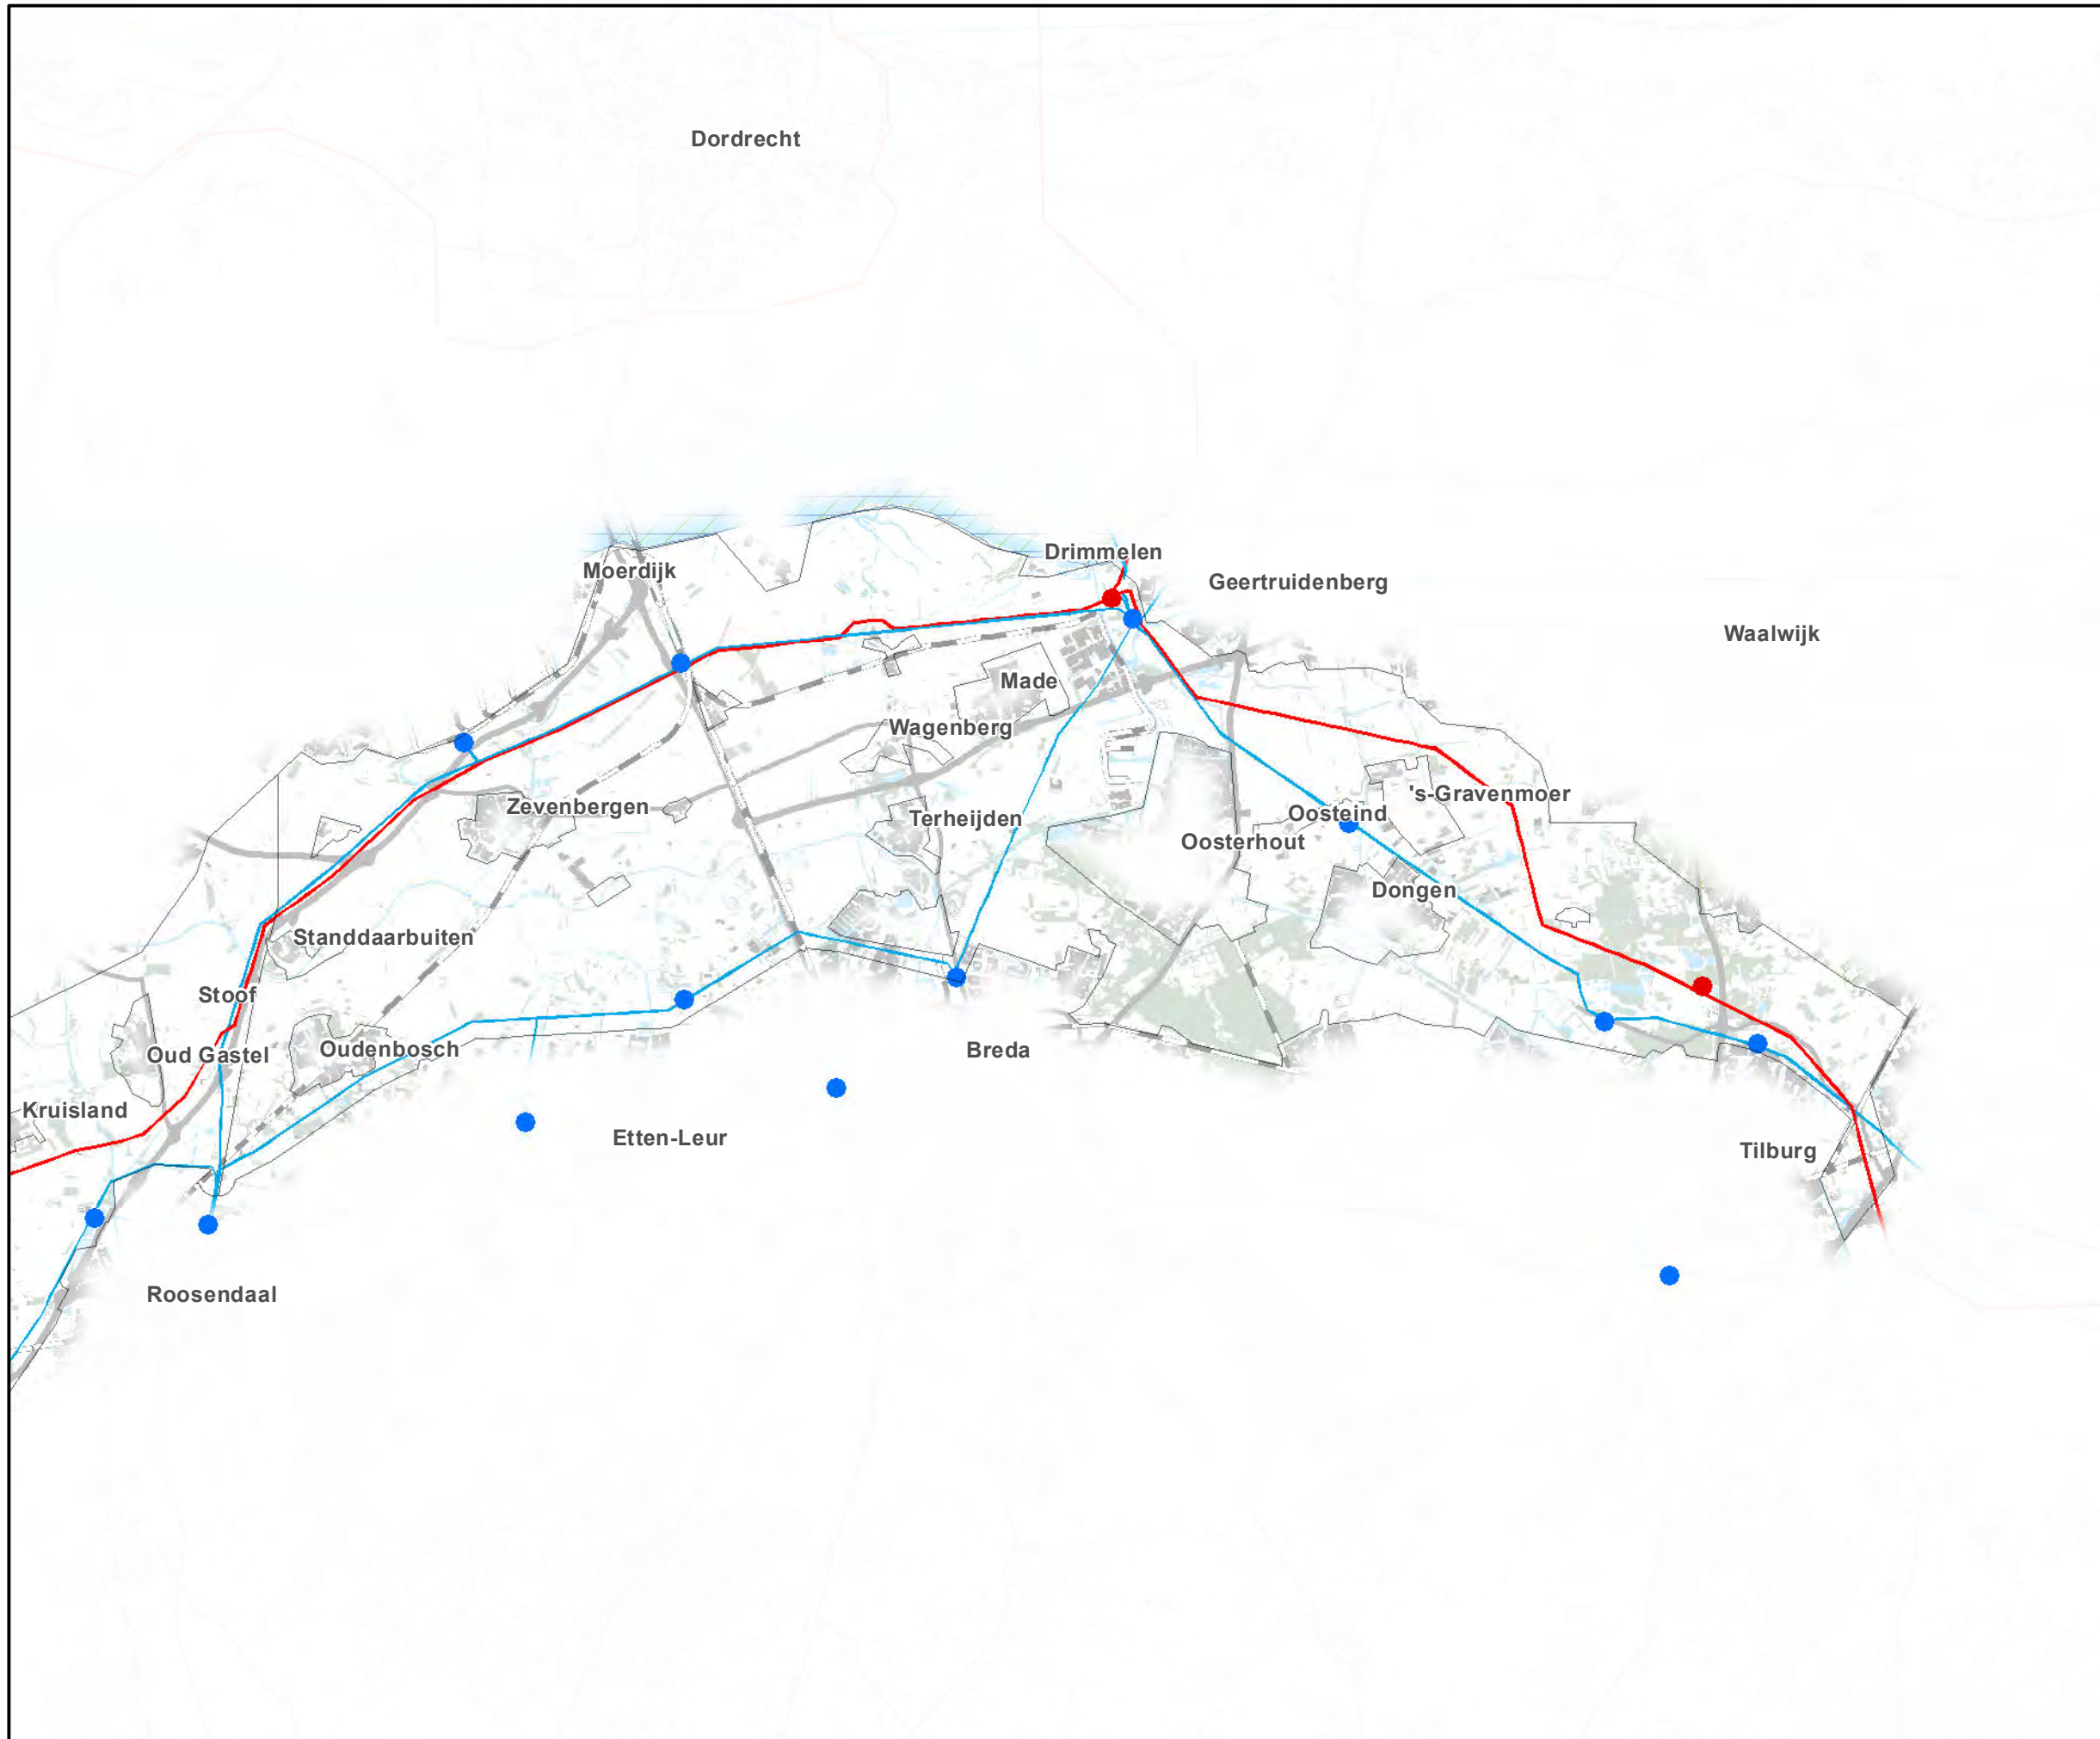 Dordrecht
Drimmelen
Moerdijk
Geertruidenberg
Waalwijk
Made
Wagenberg
Zevenbergen
's-Gravenmoer
Oosteind
Terheijden
Oosterhout
Dongen
Standdaarbuiten
Stoof
Oudenbosch
Breda
Oud Gastel
Kruisland
Etten-Leur
Tilburg
Roosendaal